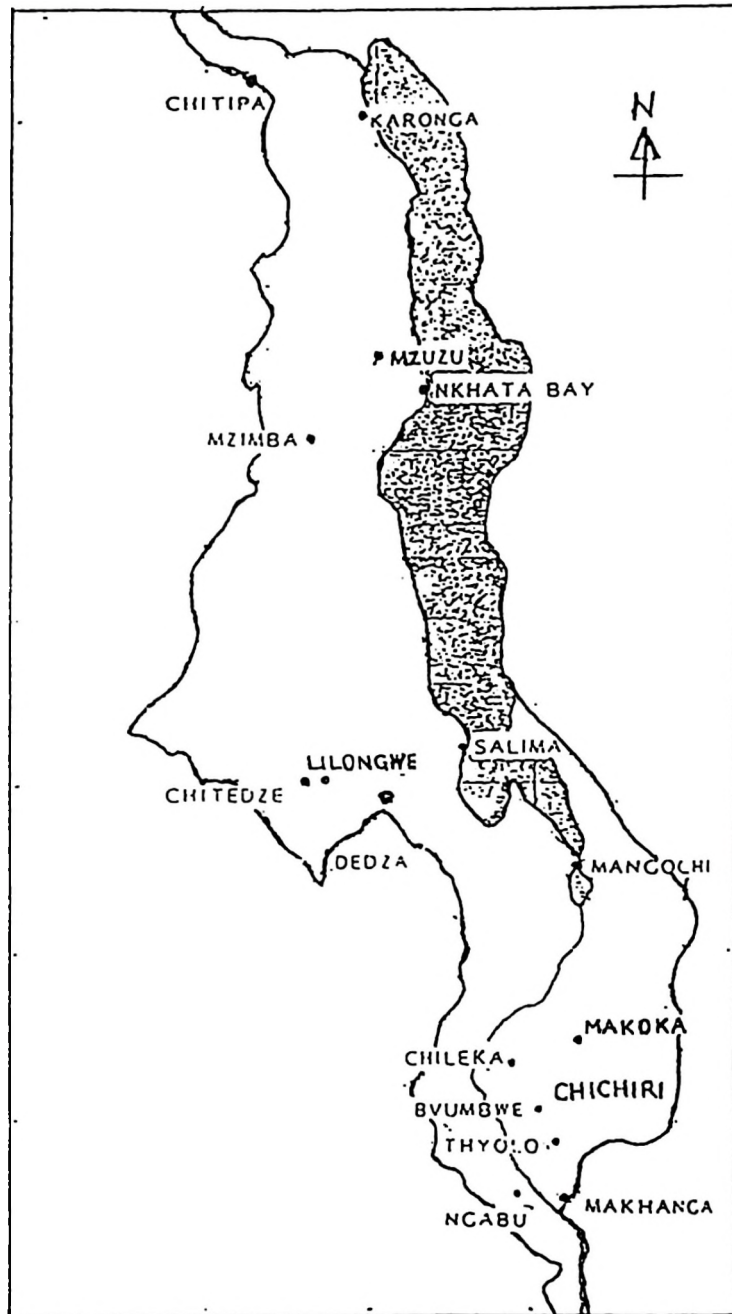 CHITIPA
N
KARONGA
MZUZU
NKHATA BAY
MZIMBA
SALIMA
LILONGWE
CHITEDZE
DEDZA
MANGOCHI
MAKOKA
CHILEKA
CHICHIRI
BVUMBWE
THYOLO
MAKHANGA
NGABU